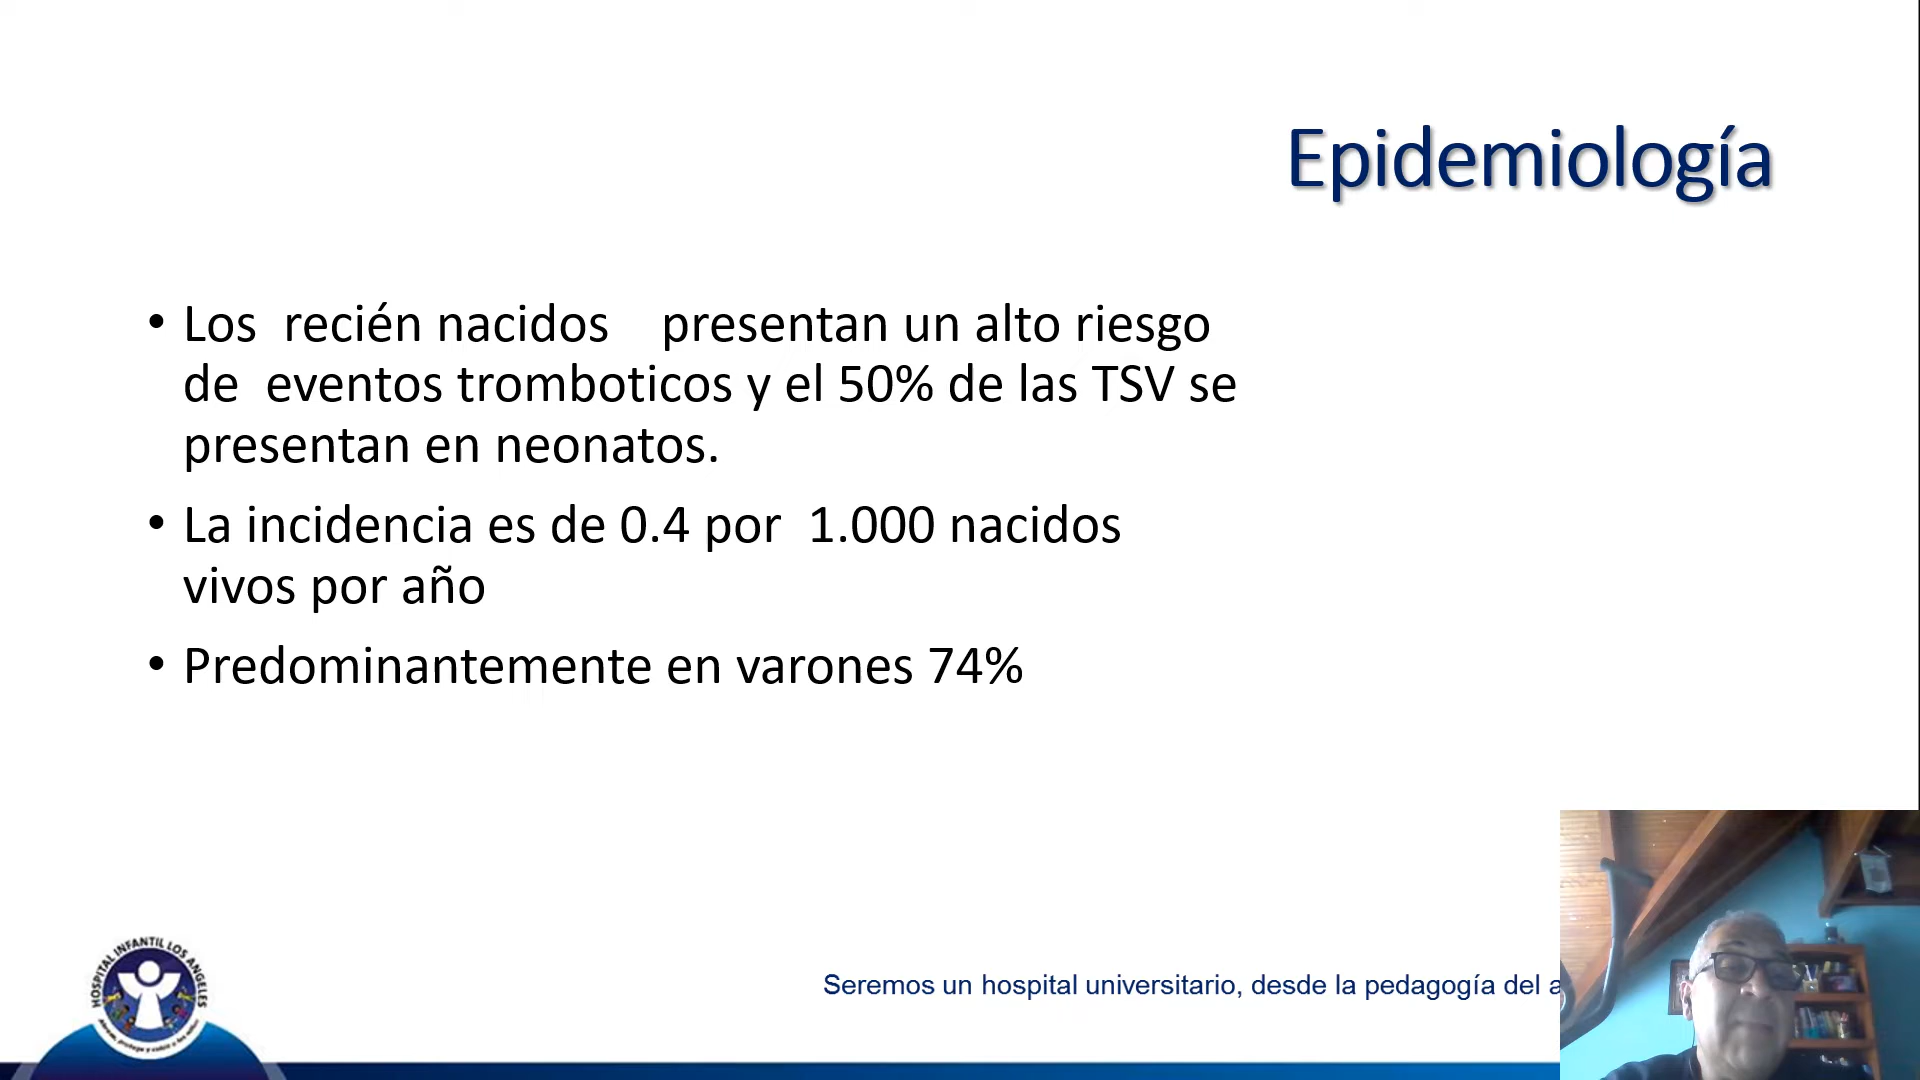 Epidemiología
• Los recién nacidos presentan un alto riesgo
de eventos tromboticos y el 50% de las TSV se
presentan en neonatos.
• La incidencia es de 0.4 por 1.000 nacidos
vivos por año
• Predominantemente en varones 74%
HOSPITAL INFANTIL LOS ANGELES
Seremos un hospital universitario, desde la pedagogía del a